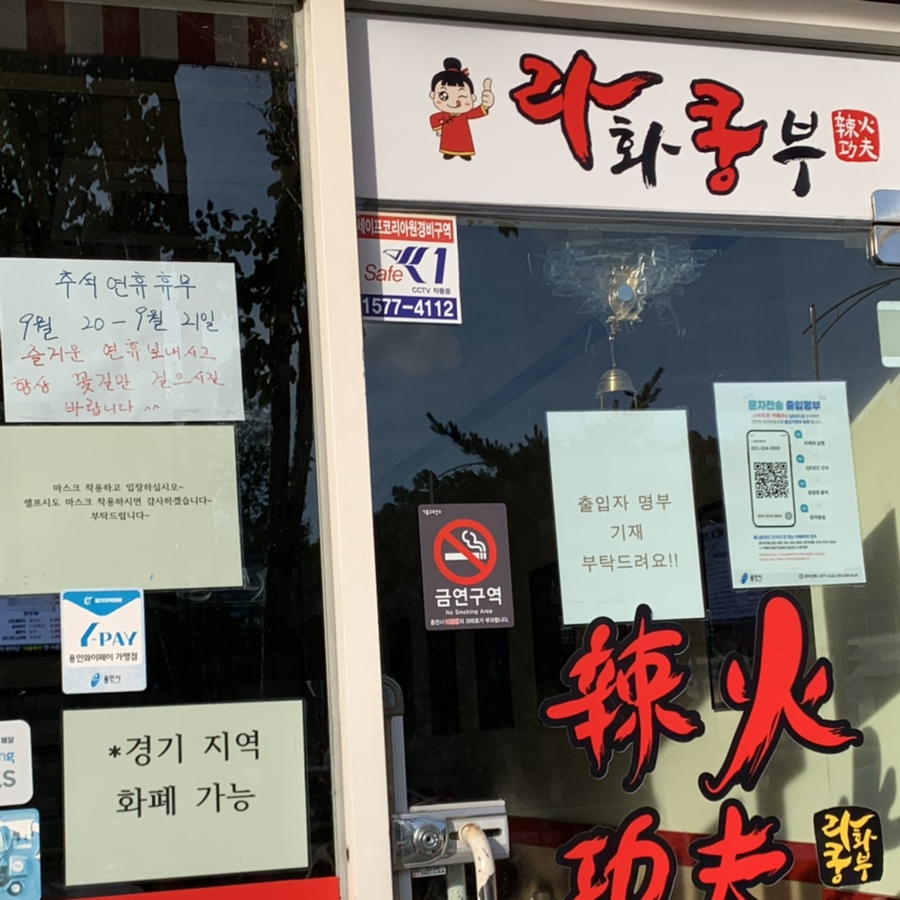 라화쿵부
辣火
功夫
세이프코리아원경비구역
Safe K1
CCTV 작동중
1577-4112
추석 연휴 휴무
9월 20 - 9월 21일
즐거운 연휴 보내시고
항상 꽃길만 걸으시길
바랍니다 ^^
마스크 착용하고 입장하십시오~
셀프시도 마스크 착용하시면 감사하겠습니다~
부탁드립니다~
문자전송 출입명부
출입자 명부
기재
부탁드려요!!
금연구역
No Smoking Area
Y-PAY
용인와이페이 가맹점
용인시
*경기 지역
화폐 가능
辣火
功夫
라화
쿵부
용인시